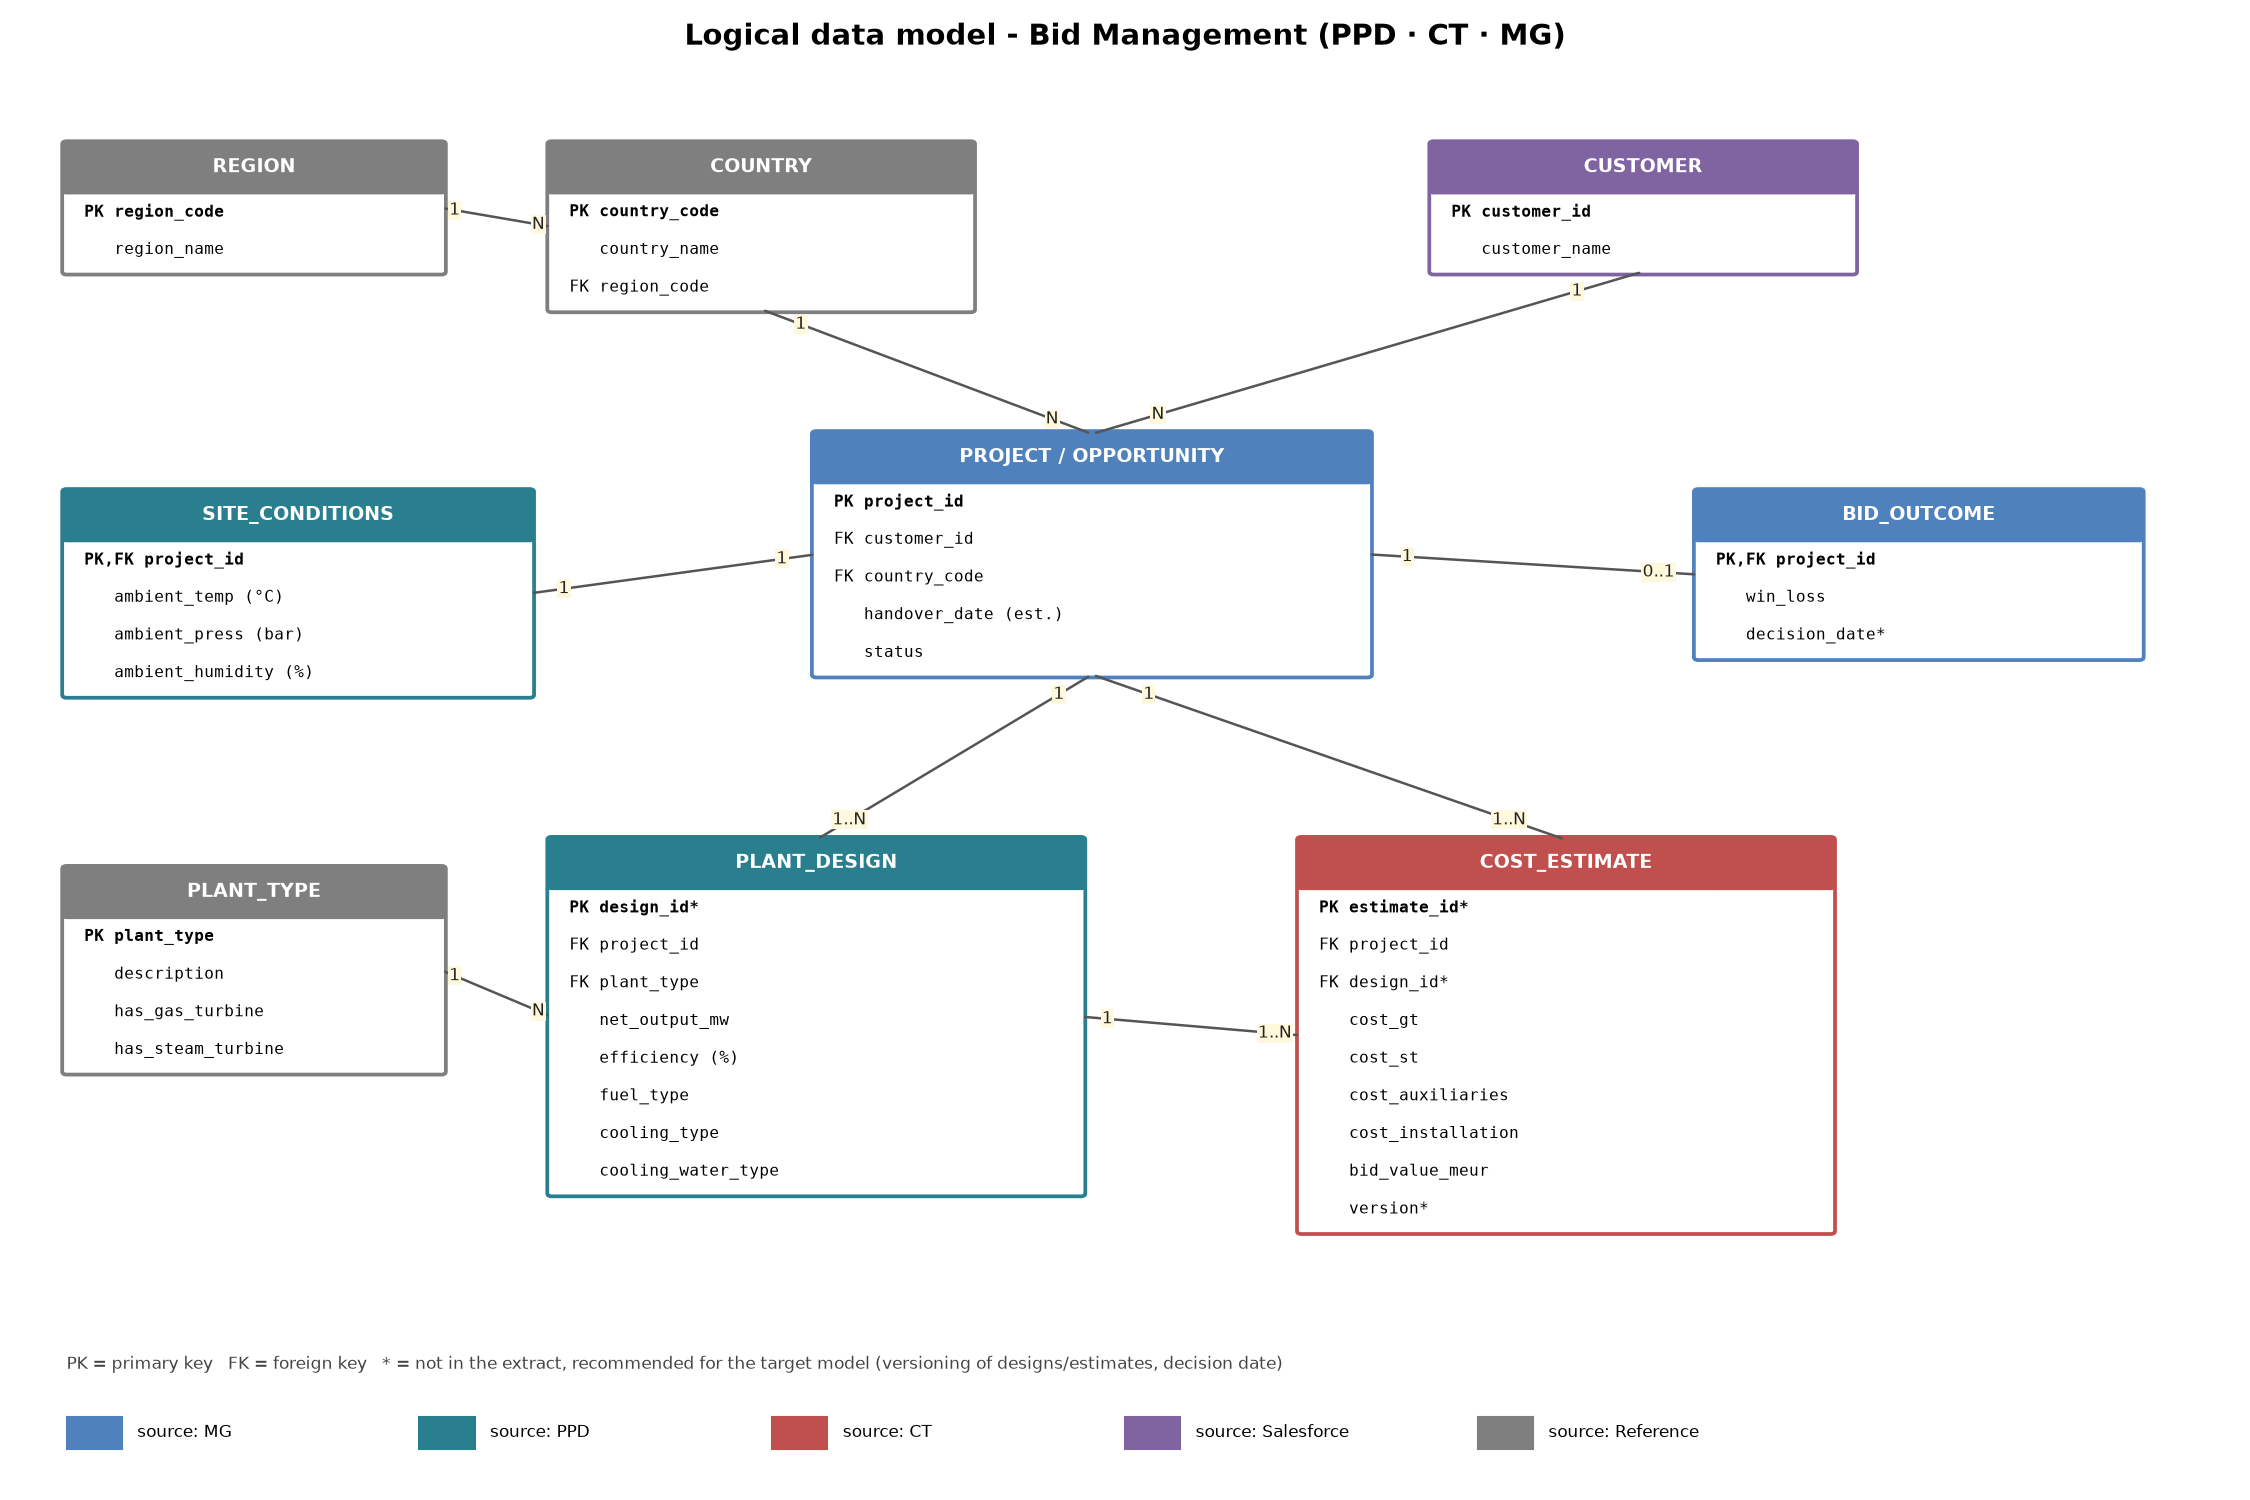 Logical data model - Bid Management (PPD · CT · MG)
REGION
PK region_code
region_name
1
N
COUNTRY
PK country_code
country_name
FK region_code
CUSTOMER
PK customer_id
customer_name
1
N
1
N
SITE_CONDITIONS
PK,FK project_id
ambient_temp (°C)
ambient_press (bar)
ambient_humidity (%)
1
1
PROJECT / OPPORTUNITY
PK project_id
FK customer_id
FK country_code
handover_date (est.)
status
1
0..1
BID_OUTCOME
PK,FK project_id
win_loss
decision_date*
1
1..N
1
1..N
PLANT_TYPE
PK plant_type
description
has_gas_turbine
has_steam_turbine
1
N
PLANT_DESIGN
PK design_id*
FK project_id
FK plant_type
net_output_mw
efficiency (%)
fuel_type
cooling_type
cooling_water_type
1
1..N
COST_ESTIMATE
PK estimate_id*
FK project_id
FK design_id*
cost_gt
cost_st
cost_auxiliaries
cost_installation
bid_value_meur
version*
PK = primary key   FK = foreign key   * = not in the extract, recommended for the target model (versioning of designs/estimates, decision date)
source: MG
source: PPD
source: CT
source: Salesforce
source: Reference